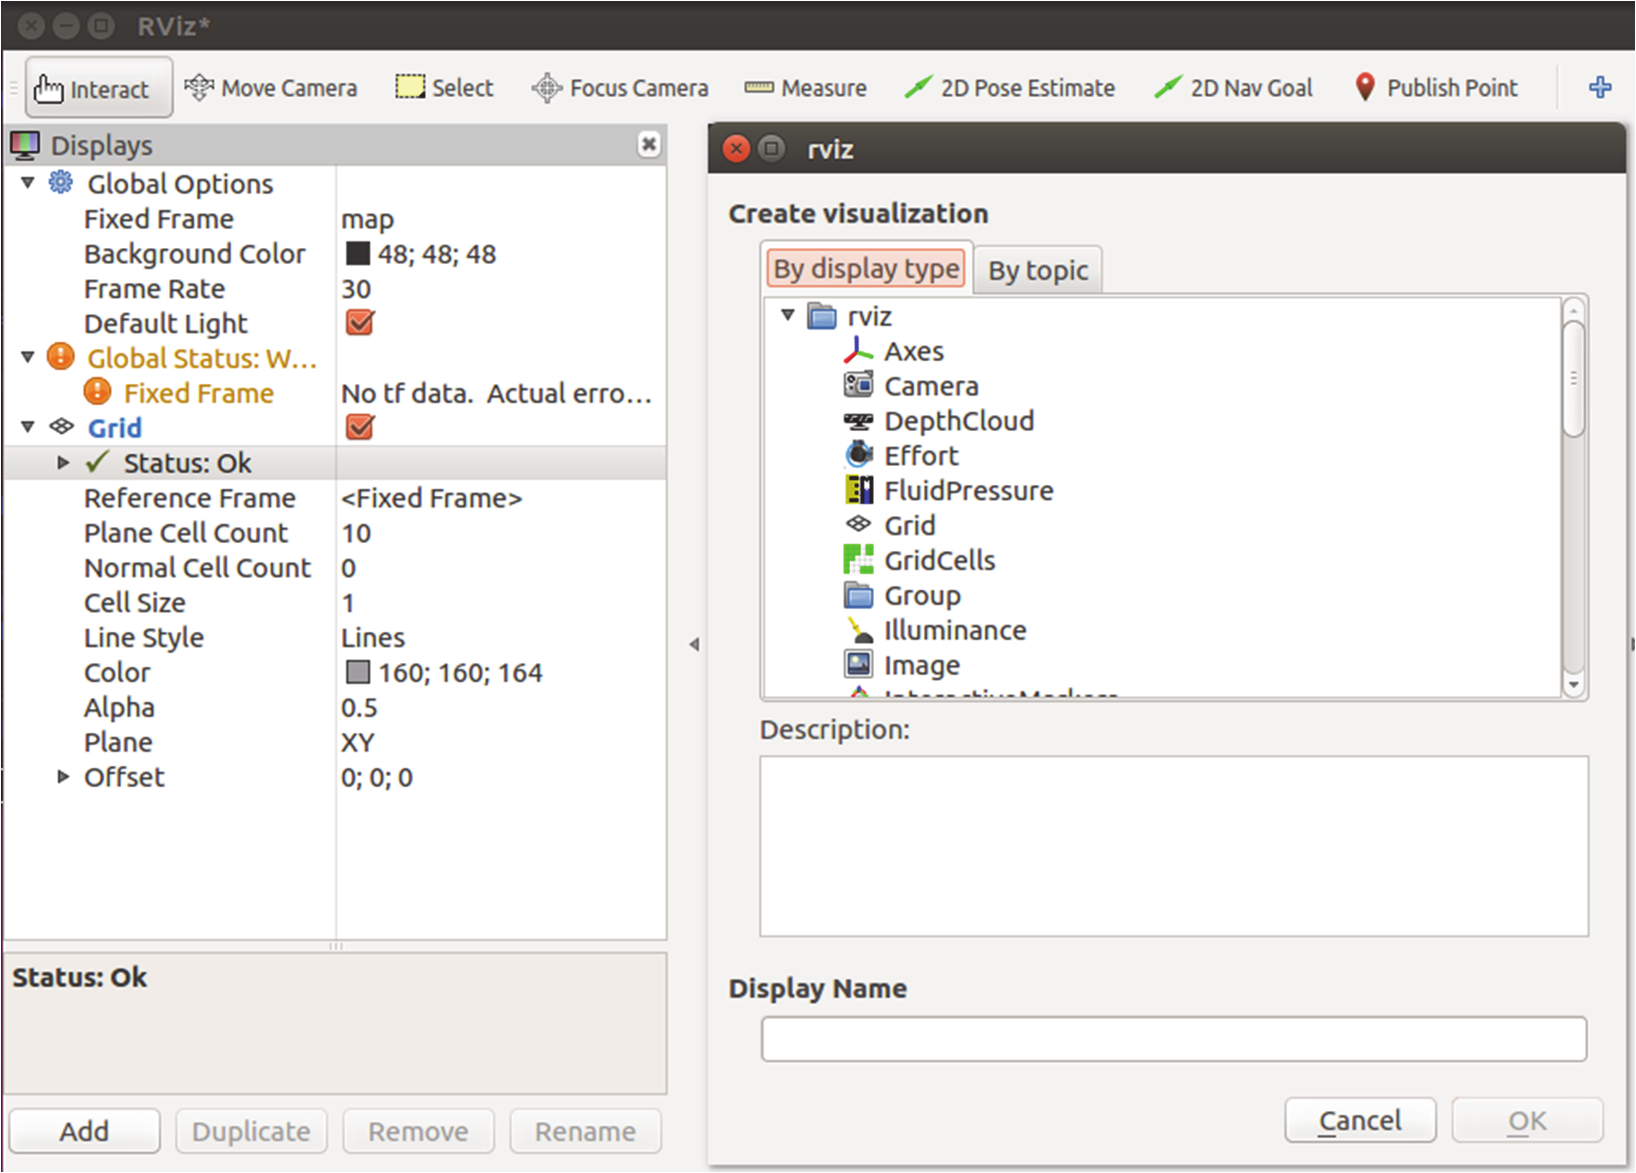 RViz*
Interact Move Camera Select Focus Camera Measure 2D Pose Estimate 2D Nav Goal Publish Point
Displays
Global Options
Fixed Frame map
Background Color 48; 48; 48
Frame Rate 30
Default Light
Global Status: W...
Fixed Frame No tf data. Actual erro...
Grid
Status: Ok
Reference Frame <Fixed Frame>
Plane Cell Count 10
Normal Cell Count 0
Cell Size 1
Line Style Lines
Color 160; 160; 164
Alpha 0.5
Plane XY
Offset 0; 0; 0
Status: Ok
Add Duplicate Remove Rename
rviz
Create visualization
By display type By topic
rviz
Axes
Camera
DepthCloud
Effort
FluidPressure
Grid
GridCells
Group
Illuminance
Image
InteractiveMarkers
Description:
Display Name
Cancel OK